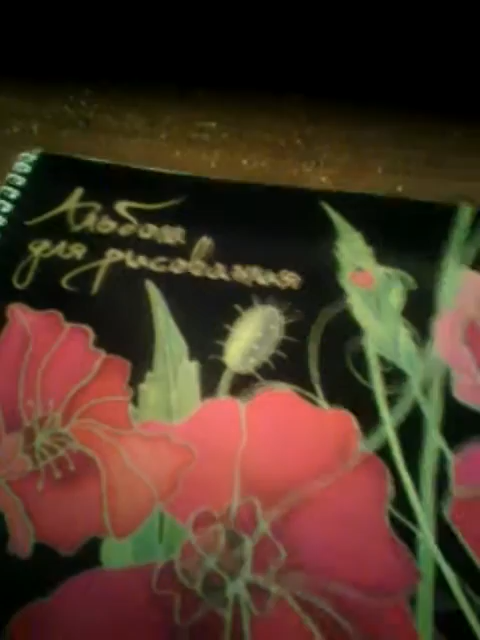 Альбом
для рисования